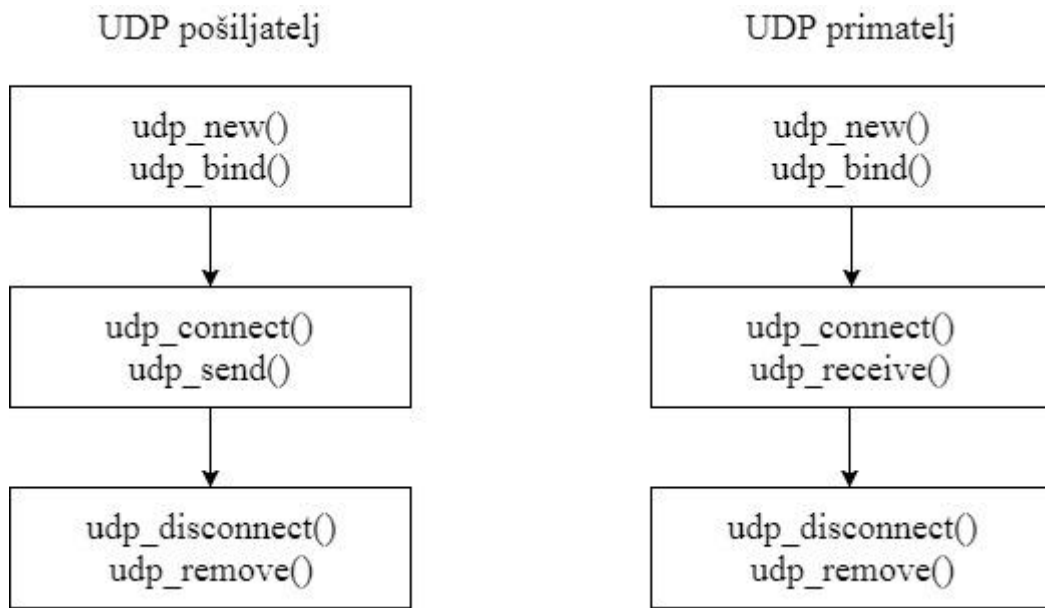 UDP pošiljatelj
udp_new()
udp_bind()
udp_connect()
udp_send()
udp_disconnect()
udp_remove()
UDP primatelj
udp_new()
udp_bind()
udp_connect()
udp_receive()
udp_disconnect()
udp_remove()